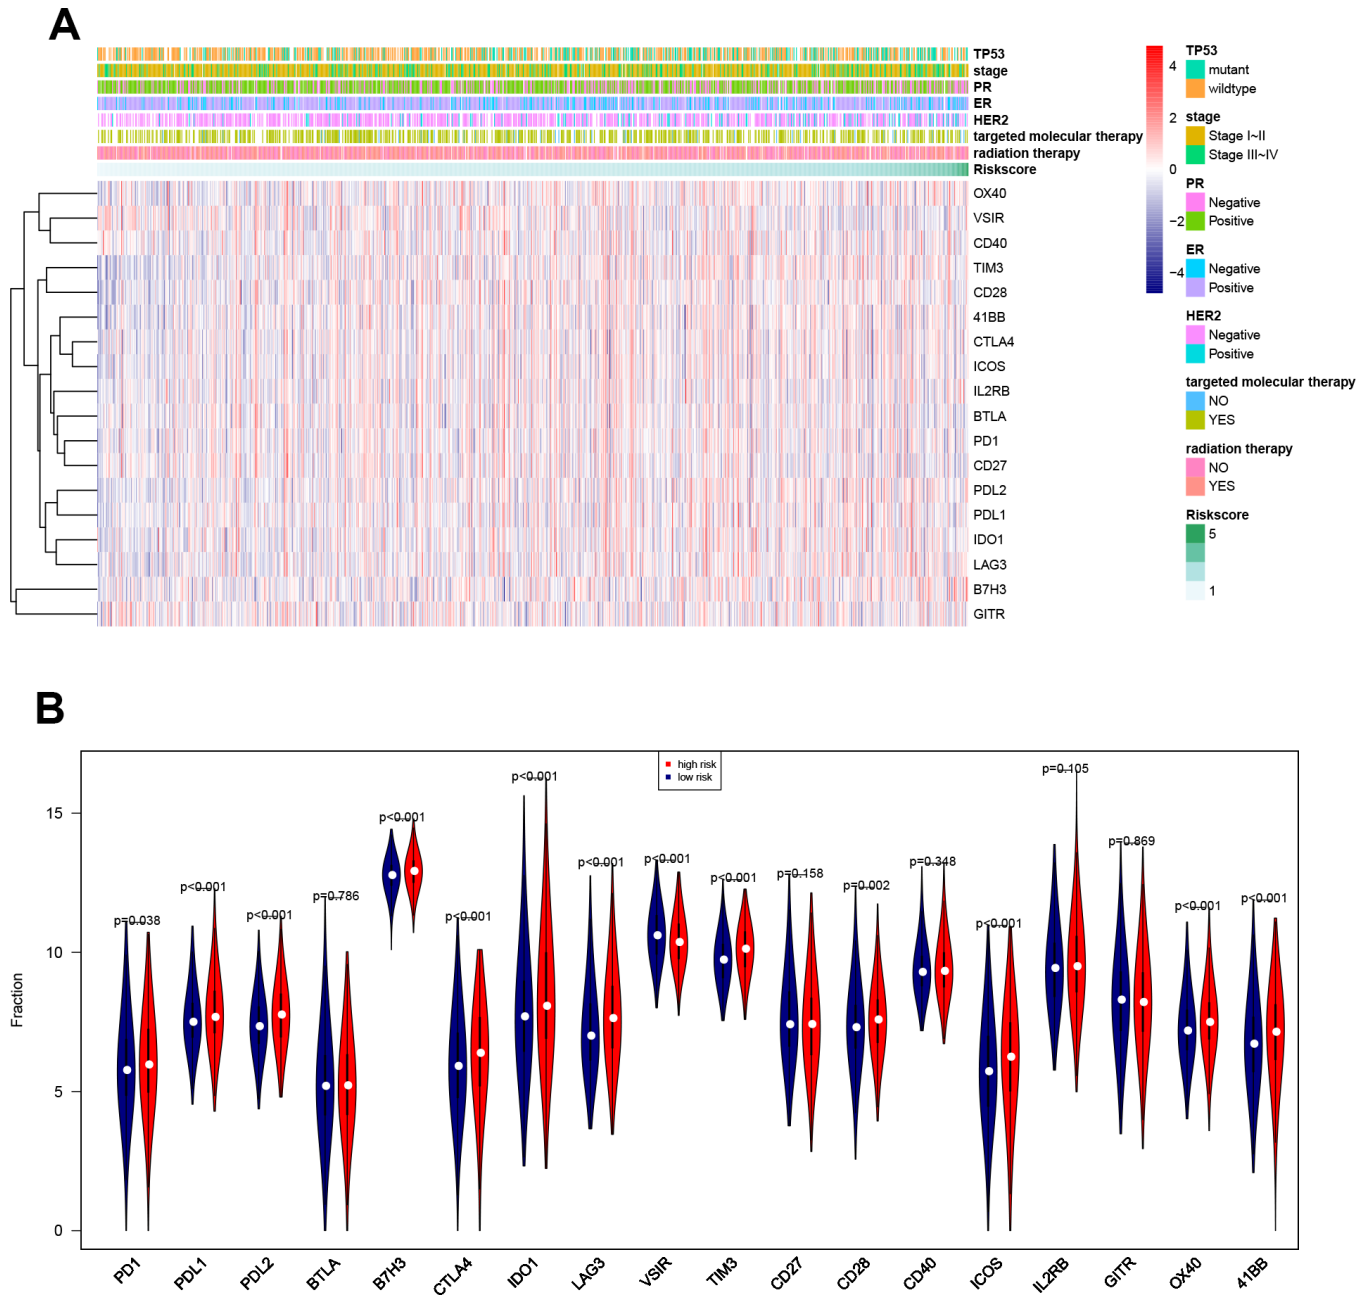 A
TP53
stage
PR
ER
HER2
targeted molecular therapy
radiation therapy
Riskscore
OX40
VSIR
CD40
TIM3
CD28
41BB
CTLA4
ICOS
IL2RB
BTLA
PD1
CD27
PDL2
PDL1
IDO1
LAG3
B7H3
GITR
4
2
0
−2
−4
TP53
mutant
wildtype
stage
Stage I~II
Stage III~IV
PR
Negative
Positive
ER
Negative
Positive
HER2
Negative
Positive
targeted molecular therapy
NO
YES
radiation therapy
NO
YES
Riskscore
5
1
B
high risk
low risk
Fraction
15
10
5
0
p=0.038
p<0.001
p<0.001
p=0.786
p<0.001
p<0.001
p<0.001
p<0.001
p<0.001
p<0.001
p=0.158
p=0.002
p=0.348
p<0.001
p=0.105
p=0.869
p<0.001
p<0.001
PD1
PDL1
PDL2
BTLA
B7H3
CTLA4
IDO1
LAG3
VSIR
TIM3
CD27
CD28
CD40
ICOS
IL2RB
GITR
OX40
41BB